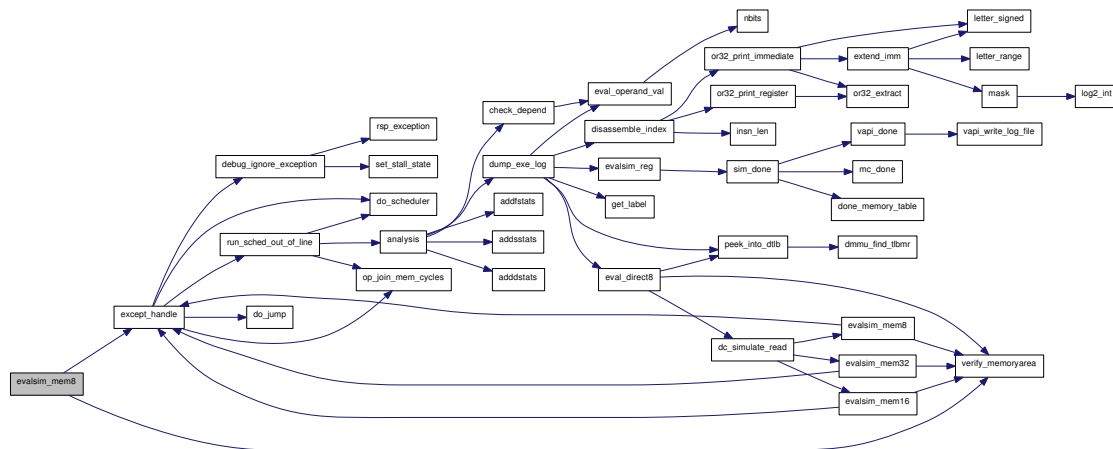 nbits
letter_signed
or32_print_immediate
extend_imm
letter_range
eval_operand_val
mask
log2_int
check_depend
or32_print_register
or32_extract
rsp_exception
disassemble_index
insn_len
vapi_done
vapi_write_log_file
debug_ignore_exception
set_stall_state
dump_exe_log
evalsim_reg
sim_done
mc_done
do_scheduler
addfstats
get_label
done_memory_table
run_sched_out_of_line
analysis
addsstats
peek_into_dtlb
dmmu_find_tlbmr
op_join_mem_cycles
adddstats
eval_direct8
except_handle
do_jump
evalsim_mem8
dc_simulate_read
evalsim_mem32
verify_memoryarea
evalsim_mem8
evalsim_mem16